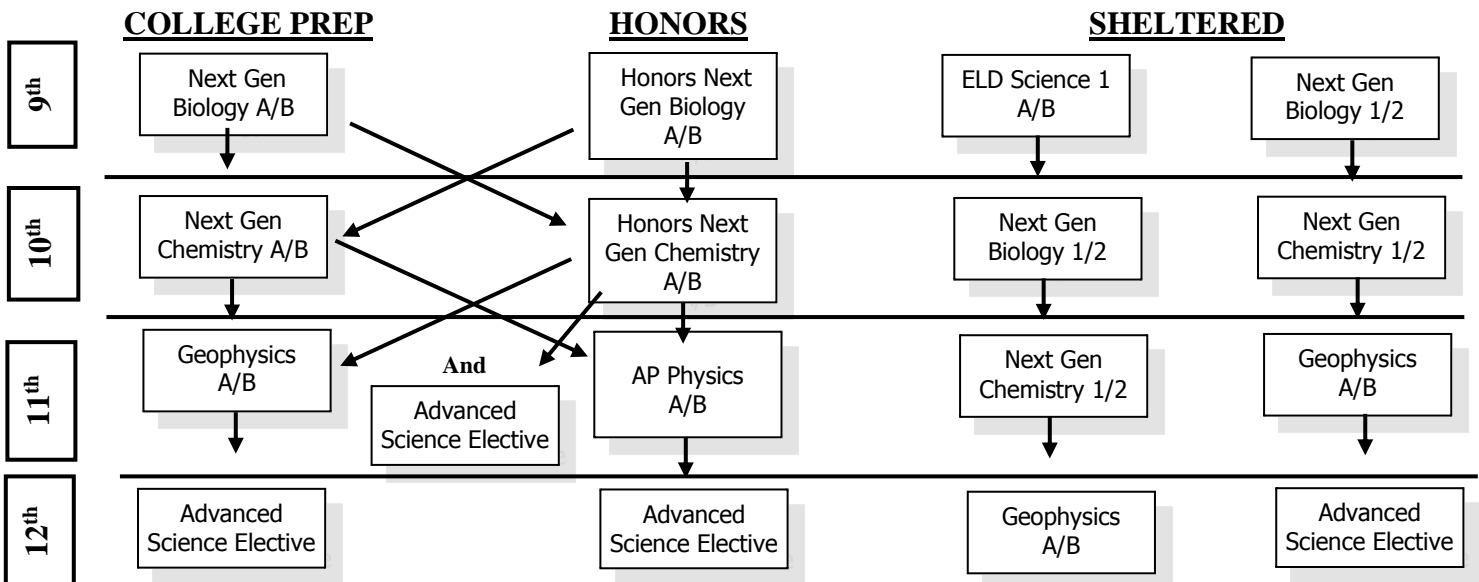 COLLEGE PREP
HONORS
SHELTERED
9th
Next Gen
Biology A/B
Honors Next
Gen Biology
A/B
ELD Science 1
A/B
Next Gen
Biology 1/2
10th
Next Gen
Chemistry A/B
Honors Next
Gen Chemistry
A/B
Next Gen
Biology 1/2
Next Gen
Chemistry 1/2
11th
Geophysics
A/B
And
Advanced
Science Elective
AP Physics
A/B
Next Gen
Chemistry 1/2
Geophysics
A/B
12th
Advanced
Science Elective
Advanced
Science Elective
Geophysics
A/B
Advanced
Science Elective